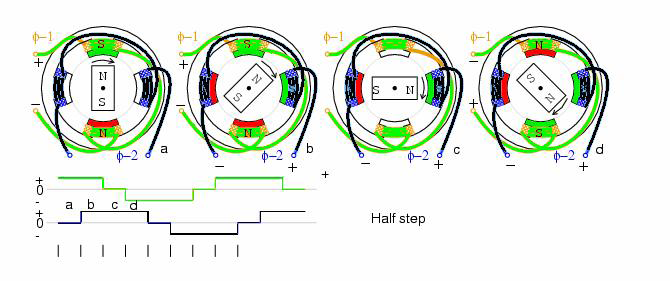 ϕ-1 ϕ-1 ϕ-1 ϕ-1
S S N
+ + + -
N N S N S N S N
S
- - - +
N N S
- + - + - +
ϕ-2 a ϕ-2 b ϕ-2 c ϕ-2 d
+ +
0
- a b c d
+
0
-
Half step